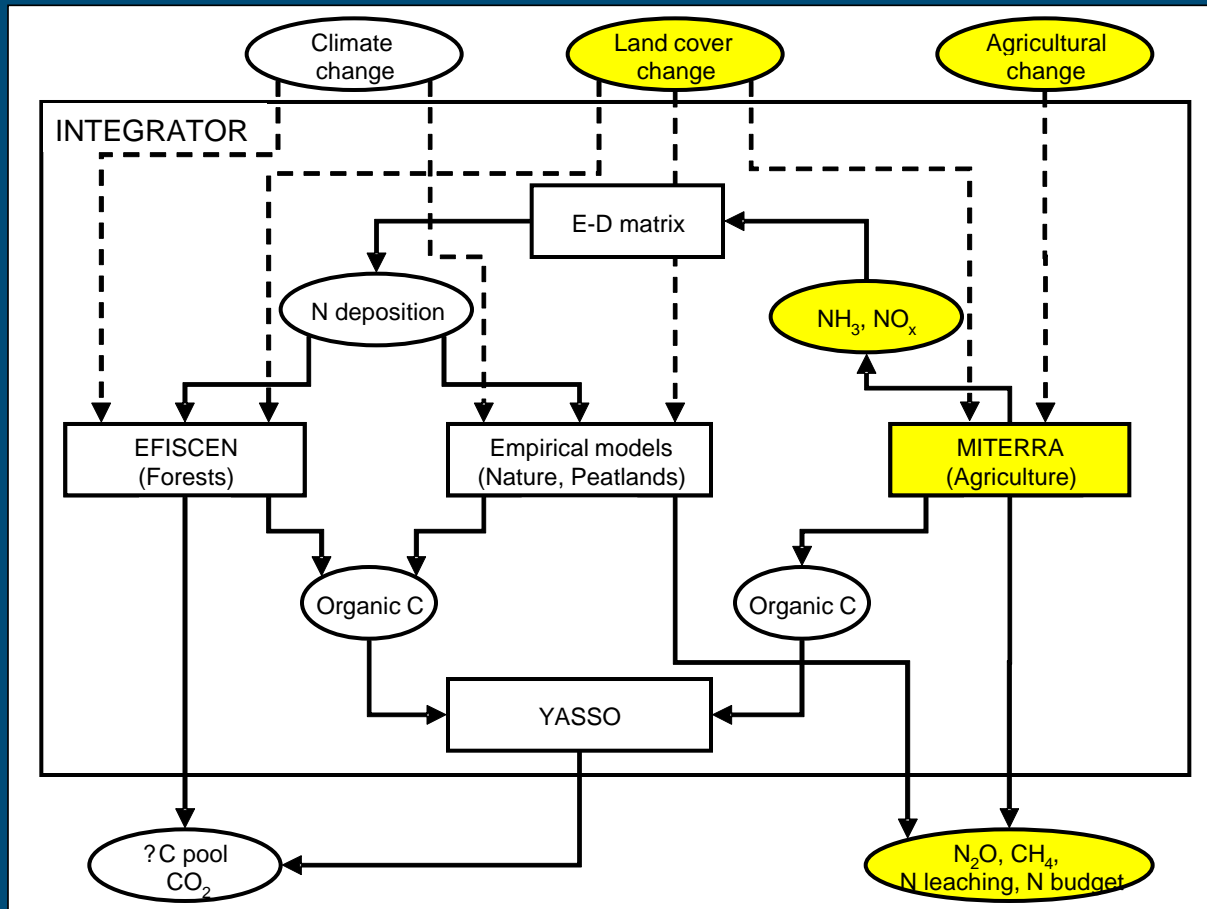 Climate
change
Land cover
change
Agricultural
change
INTEGRATOR
E-D matrix
N deposition
NH₃, NOₓ
EFISCEN
(Forests)
Empirical models
(Nature, Peatlands)
MITERRA
(Agriculture)
Organic C
Organic C
YASSO
?C pool
CO₂
N₂O, CH₄,
N leaching, N budget